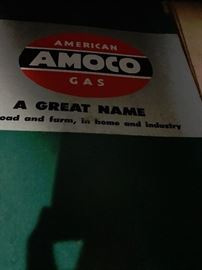 AMERICAN
AMOCO
GAS
A GREAT NAME
oad and farm, in home and industry